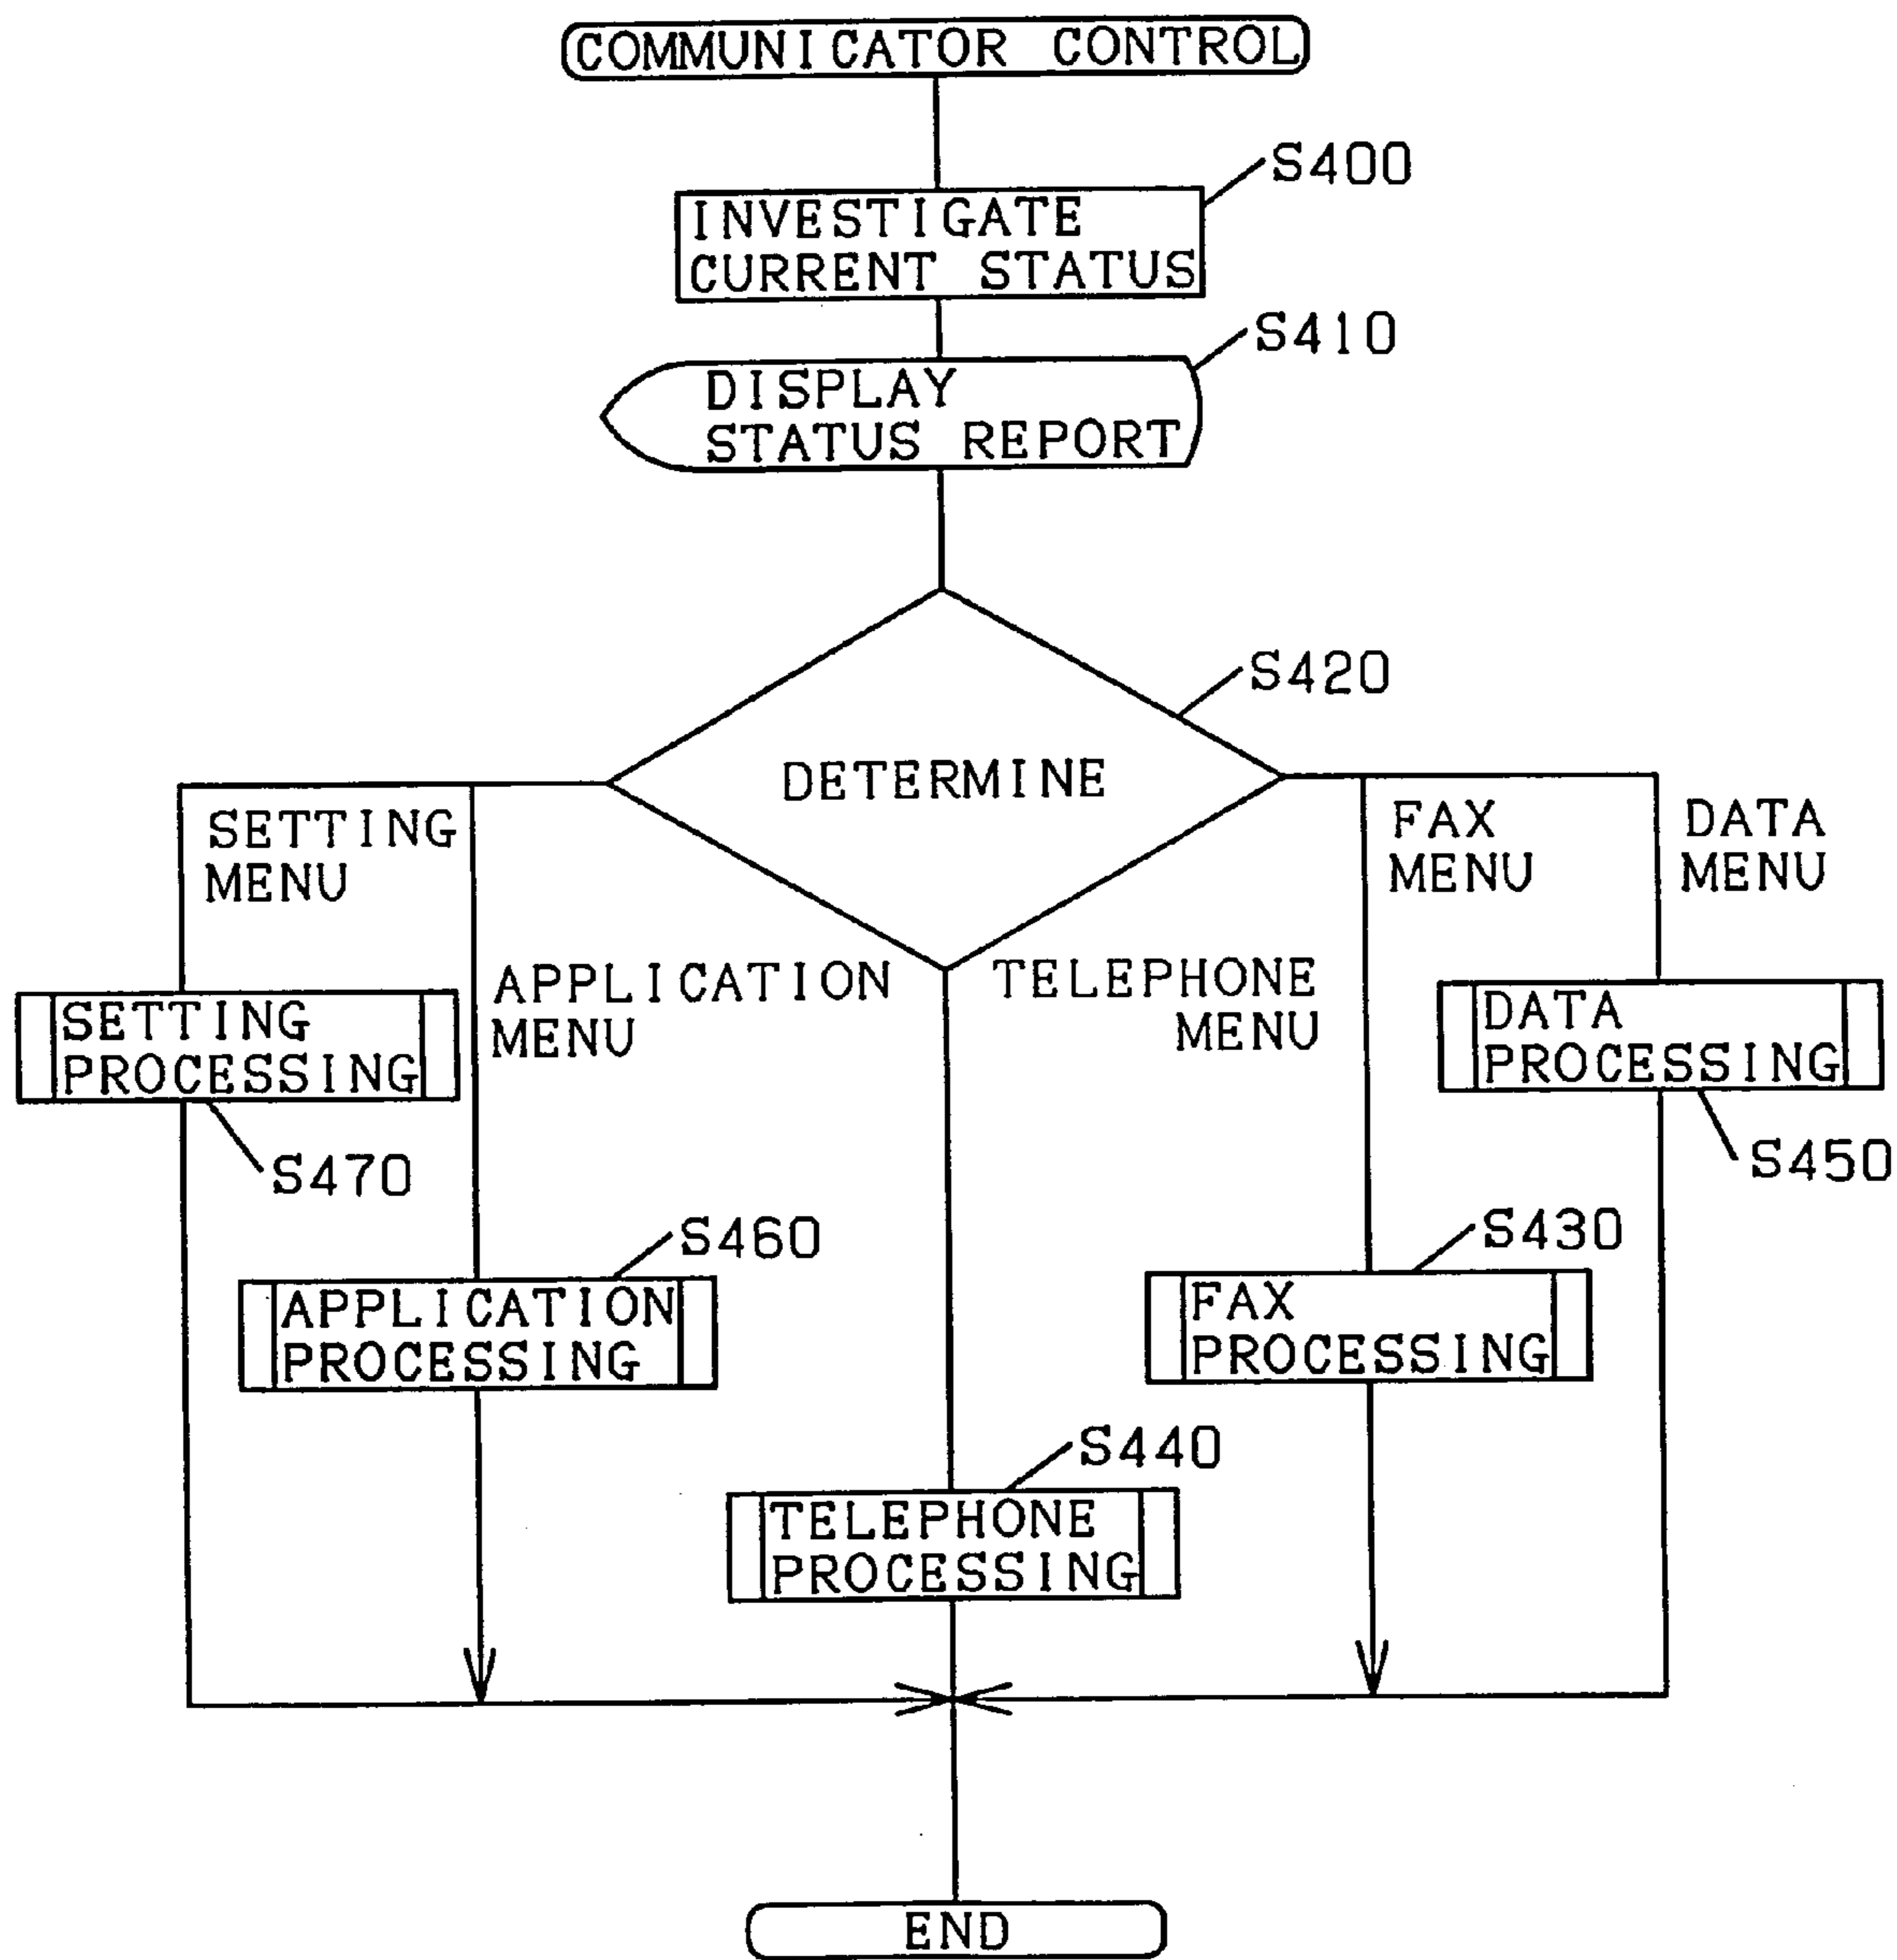 COMMUNICATOR CONTROL
S400
INVESTIGATE
CURRENT STATUS
S410
DISPLAY
STATUS REPORT
S420
DETERMINE
SETTING
MENU
FAX
MENU
DATA
MENU
APPLICATION
MENU
TELEPHONE
MENU
SETTING
PROCESSING
DATA
PROCESSING
S470
S450
S460
S430
APPLICATION
PROCESSING
FAX
PROCESSING
S440
TELEPHONE
PROCESSING
END